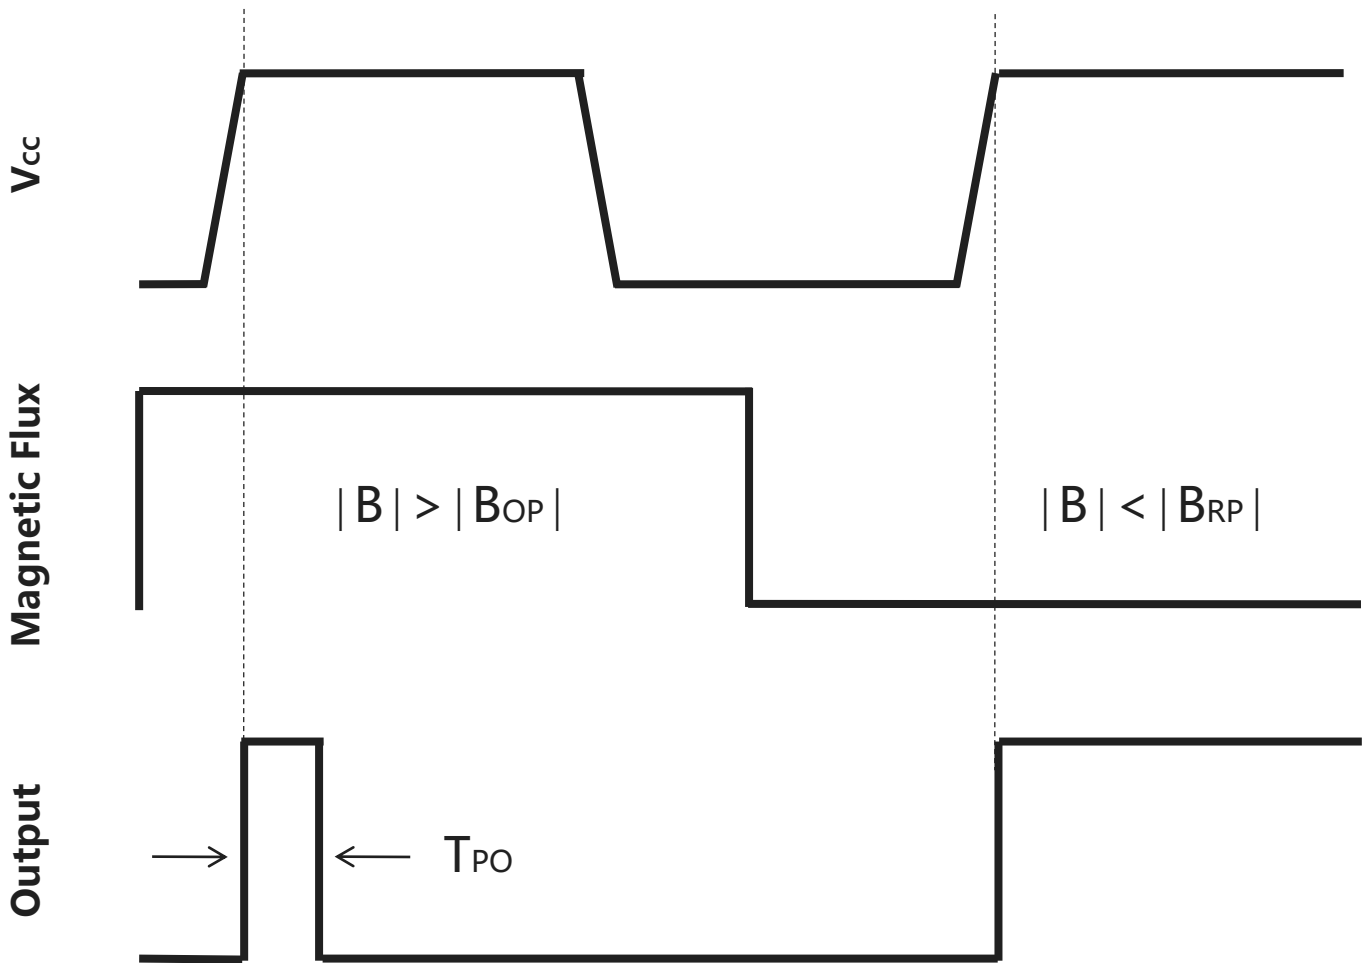 Vcc
Magnetic Flux
|B| > |BOP|
|B| < |BRP|
Output
TPO